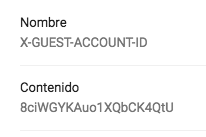 Nombre
X-GUEST-ACCOUNT-ID
Contenido
8ciWGYKAuo1XQbCK4QtU